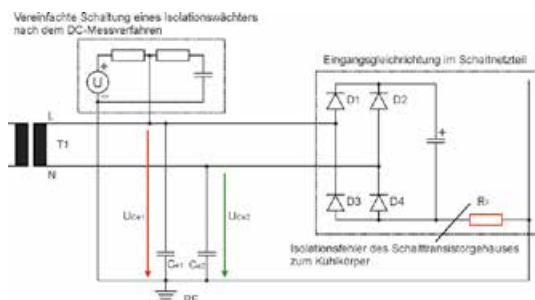 Vereinfachte Schaltung eines Isolationswächters
nach dem DC-Messverfahren
Eingangsgleichrichtung im Schaltnetzteil
U
+
D1
D2
+
L
T1
N
D3
D4
UCe1
UCe2
Ce1
Ce2
Isolationsfehler des Schalttransistorgehäuses
zum Kühlkörper
PE